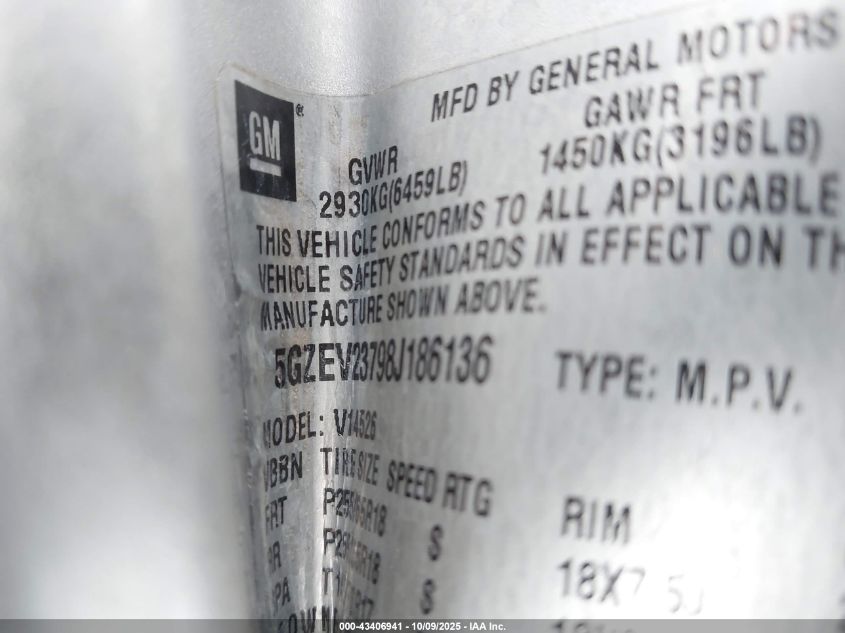 MFD BY GENERAL MOTORS
GM ®
GVWR GAWR FRT
2930KG(6459LB) 1450KG(3196LB)
THIS VEHICLE CONFORMS TO ALL APPLICABLE
VEHICLE SAFETY STANDARDS IN EFFECT ON
MANUFACTURE SHOWN ABOVE.
5GZEV23798J186136 TYPE: M.P.V.
MODEL: V14526
TIRE SIZE SPEED RTG RIM
FRT S
S
000-43406941 - 10/09/2025 - IAA Inc.